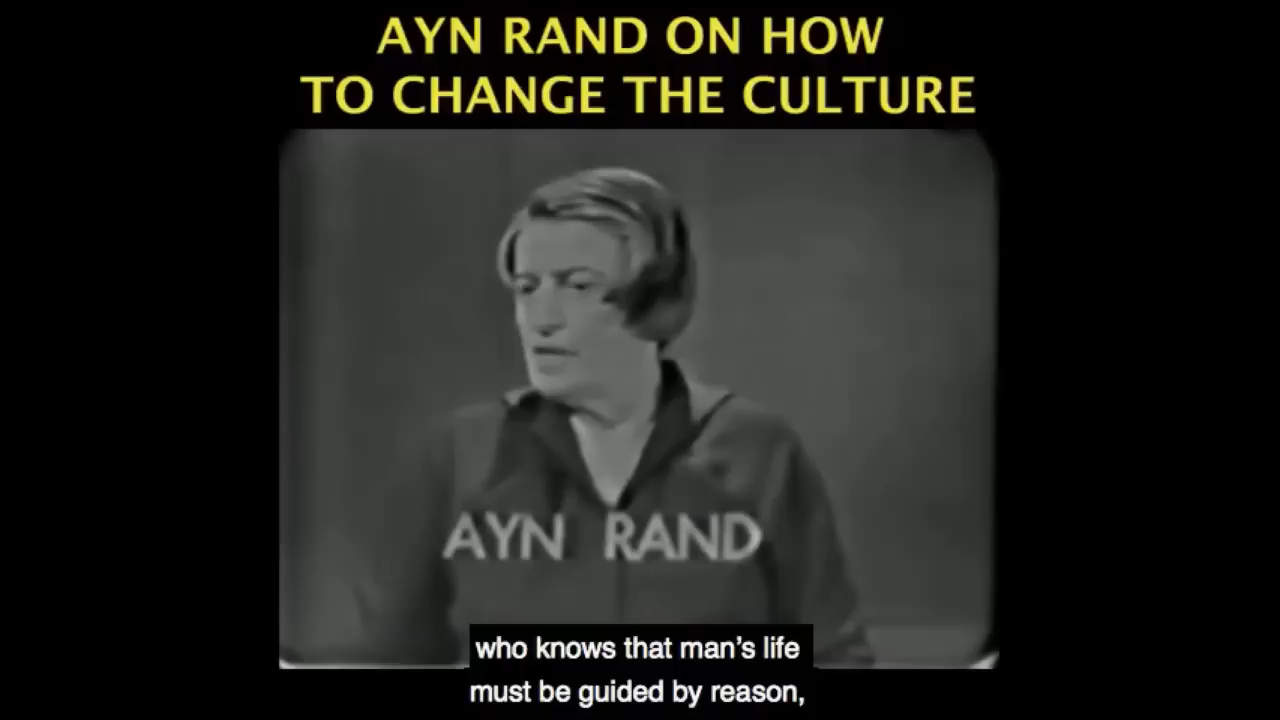 AYN RAND ON HOW
TO CHANGE THE CULTURE
AYN RAND
who knows that man's life
must be guided by reason,